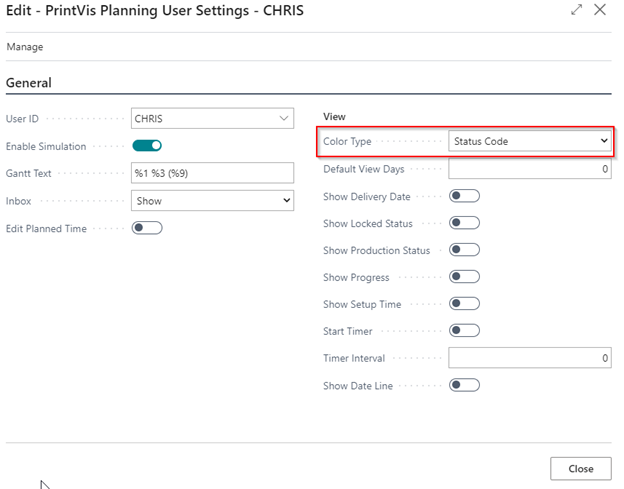 Edit - PrintVis Planning User Settings - CHRIS
Manage
General
User ID CHRIS
Enable Simulation
Gantt Text %1 %3 (%9)
Inbox Show
Edit Planned Time
View
Color Type Status Code
Default View Days 0
Show Delivery Date
Show Locked Status
Show Production Status
Show Progress
Show Setup Time
Start Timer
Timer Interval 0
Show Date Line
Close